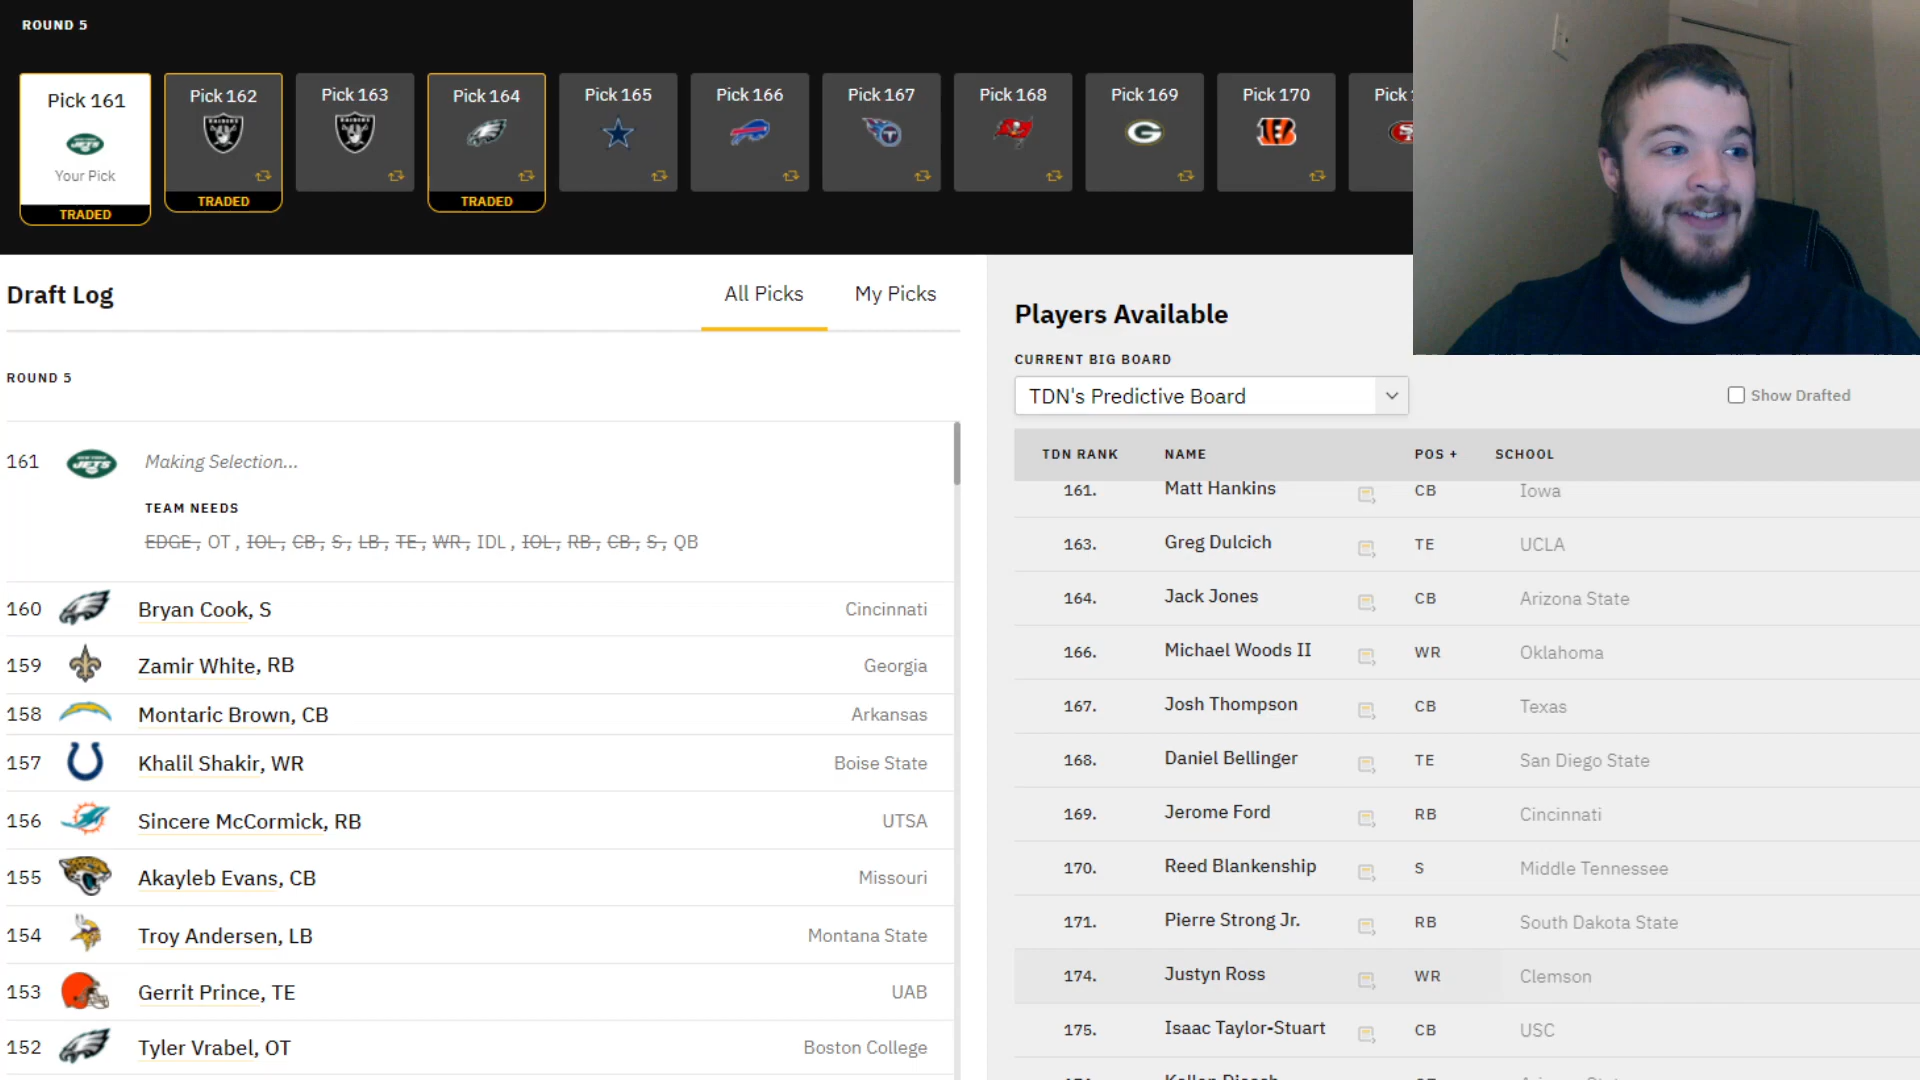 ROUND 5
Pick 161
Your Pick
TRADED
Pick 162
TRADED
Pick 163
Pick 164
TRADED
Pick 165
Pick 166
Pick 167
Pick 168
Pick 169
Pick 170
Pick
Draft Log
All Picks
My Picks
ROUND 5
161 JETS Making Selection...
TEAM NEEDS
EDGE, OT, IOL, CB, S, LB, TE, WR, IDL, IOL, RB, CB, S, QB
160 Bryan Cook, S Cincinnati
159 Zamir White, RB Georgia
158 Montaric Brown, CB Arkansas
157 Khalil Shakir, WR Boise State
156 Sincere McCormick, RB UTSA
155 Akayleb Evans, CB Missouri
154 Troy Andersen, LB Montana State
153 Gerrit Prince, TE UAB
152 Tyler Vrabel, OT Boston College
Players Available
CURRENT BIG BOARD
TDN's Predictive Board
Show Drafted
TDN RANK NAME POS + SCHOOL
161. Matt Hankins CB Iowa
163. Greg Dulcich TE UCLA
164. Jack Jones CB Arizona State
166. Michael Woods II WR Oklahoma
167. Josh Thompson CB Texas
168. Daniel Bellinger TE San Diego State
169. Jerome Ford RB Cincinnati
170. Reed Blankenship S Middle Tennessee
171. Pierre Strong Jr. RB South Dakota State
174. Justyn Ross WR Clemson
175. Isaac Taylor-Stuart CB USC